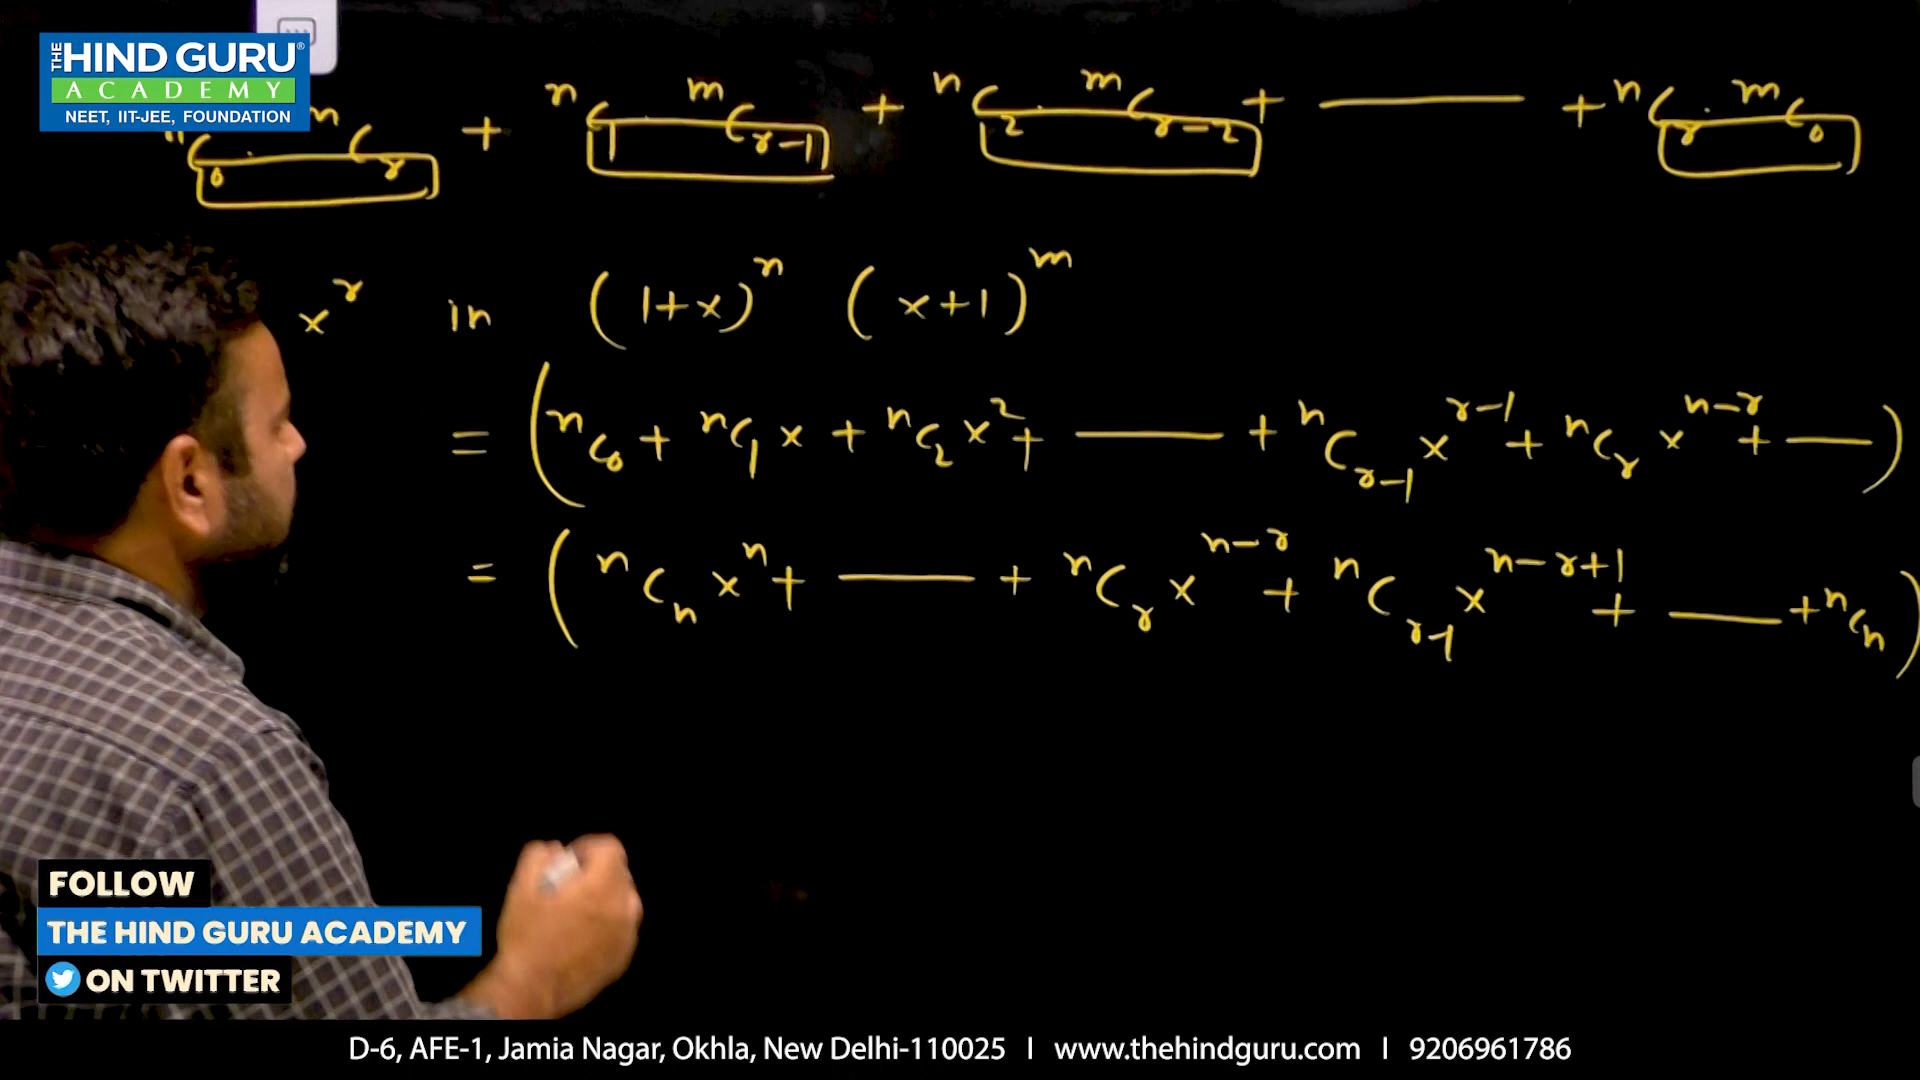 THE HIND GURU®
ACADEMY
NEET, IIT-JEE, FOUNDATION
ⁿC₀ . ᵐCᵣ + ⁿC₁ ᵐCᵣ₋₁ + ⁿC₂ . ᵐCᵣ₋₂ + —— + ⁿCᵣ . ᵐC₀
xʳ in (1+x)ⁿ (x+1)ᵐ
= (ⁿC₀ + ⁿC₁ x + ⁿC₂ x² + —— + ⁿCᵣ₋₁ xʳ⁻¹ + ⁿCᵣ xⁿ⁻ʳ + ——)
= (ⁿCₙ xⁿ + —— + ⁿCᵣ xⁿ⁻ʳ + ⁿCᵣ₋₁ xⁿ⁻ʳ⁺¹ + —— + ⁿCₙ)
FOLLOW
THE HIND GURU ACADEMY
ON TWITTER
D-6, AFE-1, Jamia Nagar, Okhla, New Delhi-110025 | www.thehindguru.com | 9206961786